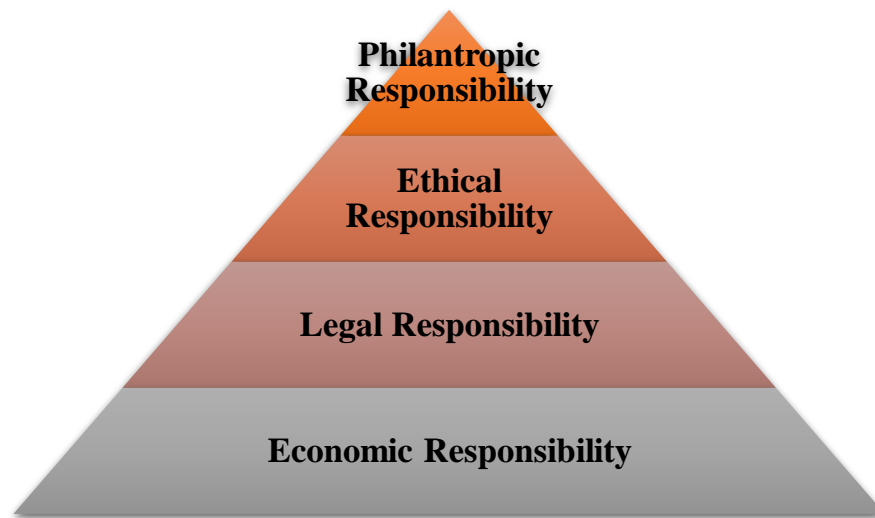 Philantropic
Responsibility
Ethical
Responsibility
Legal Responsibility
Economic Responsibility